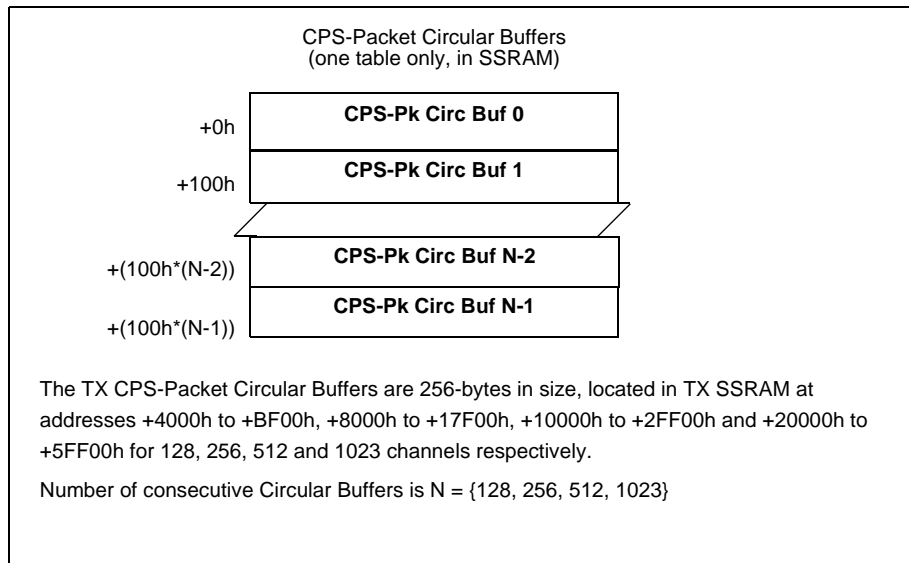 CPS-Packet Circular Buffers
(one table only, in SSRAM)
+0h
CPS-Pk Circ Buf 0
+100h
CPS-Pk Circ Buf 1
+(100h*(N-2))
CPS-Pk Circ Buf N-2
+(100h*(N-1))
CPS-Pk Circ Buf N-1
The TX CPS-Packet Circular Buffers are 256-bytes in size, located in TX SSRAM at
addresses +4000h to +BF00h, +8000h to +17F00h, +10000h to +2FF00h and +20000h to
+5FF00h for 128, 256, 512 and 1023 channels respectively.
Number of consecutive Circular Buffers is N = {128, 256, 512, 1023}